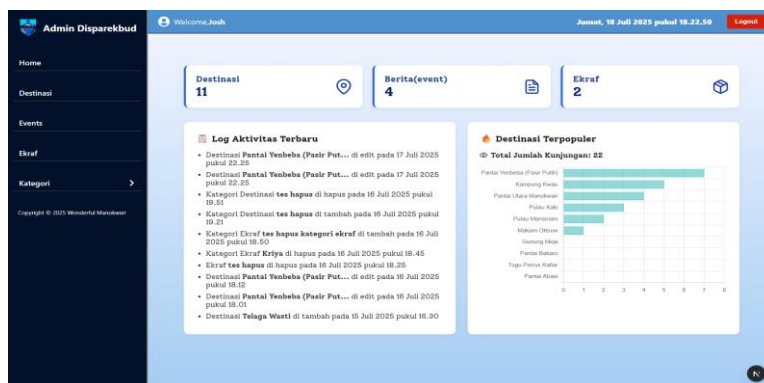 Admin Disparekbud
Welcome, Josh
Jumat, 18 Juli 2025 pukul 18.22.50
Logout
Home
Destinasi
Events
Ekraf
Kategori
Copyright © 2025 Wonderful Manokwari
Destinasi
11
Berita(event)
4
Ekraf
2
Log Aktivitas Terbaru
• Destinasi Pantai Yenbeba (Pasir Put... di edit pada 17 Juli 2025
pukul 22.25
• Destinasi Pantai Yenbeba (Pasir Put... di edit pada 17 Juli 2025
pukul 22.25
• Kategori Destinasi tes hapus di hapus pada 16 Juli 2025 pukul
19.51
• Kategori Destinasi tes hapus di tambah pada 16 Juli 2025 pukul
19.21
• Kategori Ekraf tes hapus kategori ekraf di tambah pada 16 Juli
2025 pukul 18.50
• Kategori Ekraf Kriya di hapus pada 16 Juli 2025 pukul 18.45
• Ekraf tes hapus di hapus pada 16 Juli 2025 pukul 18.25
• Destinasi Pantai Yenbeba (Pasir Put... di edit pada 16 Juli 2025
pukul 18.12
• Destinasi Pantai Yenbeba (Pasir Put... di edit pada 16 Juli 2025
pukul 18.01
• Destinasi Telaga Wasti di tambah pada 15 Juli 2025 pukul 16.30
Destinasi Terpopuler
Total Jumlah Kunjungan: 22
Pantai Yenbeba (Pasir Putih)
Kampung Kwau
Pantai Utara Manokwari
Pulau Kaki
Pulau Mansinam
Makam Ottouw
Gunung Meja
Pantai Bakaro
Tugu Petrus Kafiar
Pantai Abasi
0 1 2 3 4 5 6 7 8
N